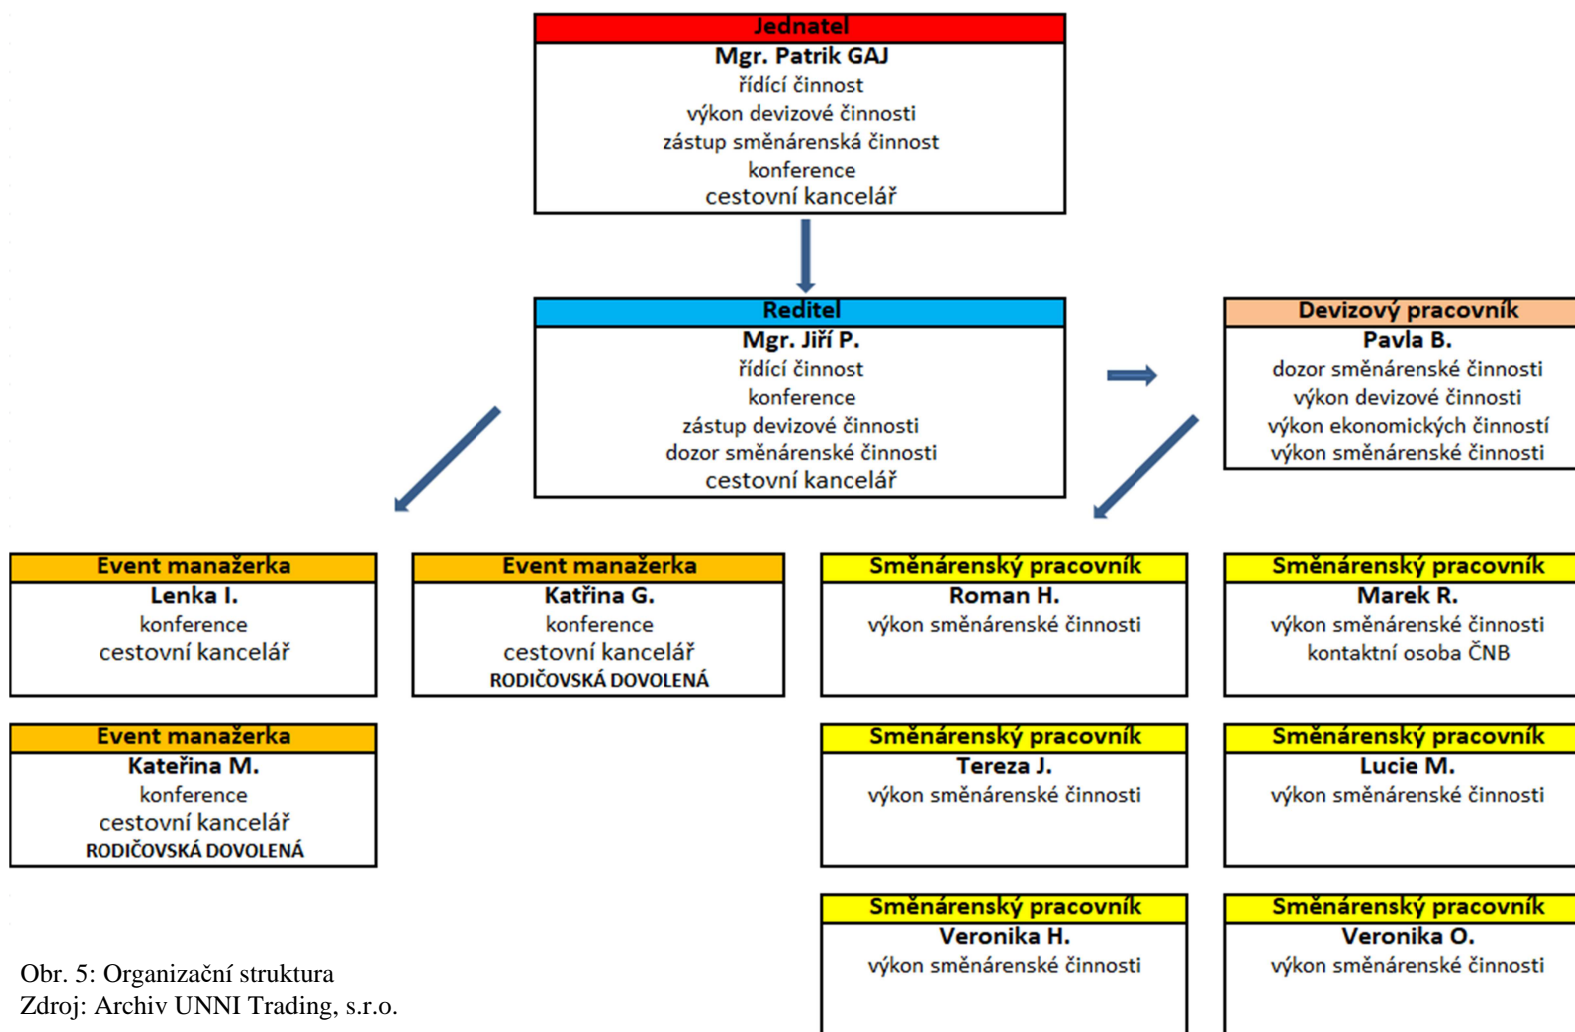 Jednatel
Mgr. Patrik GAJ
řídící činnost
výkon devizové činnosti
zástup směnárenská činnost
konference
cestovní kancelář
Reditel
Mgr. Jiří P.
řídící činnost
konference
zástup devizové činnosti
dozor směnárenské činnosti
cestovní kancelář
Devizový pracovník
Pavla B.
dozor směnárenské činnosti
výkon devizové činnosti
výkon ekonomických činností
výkon směnárenské činnosti
Event manažerka
Lenka I.
konference
cestovní kancelář
Event manažerka
Katřina G.
konference
cestovní kancelář
RODIČOVSKÁ DOVOLENÁ
Směnárenský pracovník
Roman H.
výkon směnárenské činnosti
Směnárenský pracovník
Marek R.
výkon směnárenské činnosti
kontaktní osoba ČNB
Event manažerka
Kateřina M.
konference
cestovní kancelář
RODIČOVSKÁ DOVOLENÁ
Směnárenský pracovník
Tereza J.
výkon směnárenské činnosti
Směnárenský pracovník
Lucie M.
výkon směnárenské činnosti
Směnárenský pracovník
Veronika H.
výkon směnárenské činnosti
Směnárenský pracovník
Veronika O.
výkon směnárenské činnosti
Obr. 5: Organizační struktura
Zdroj: Archiv UNNI Trading, s.r.o.